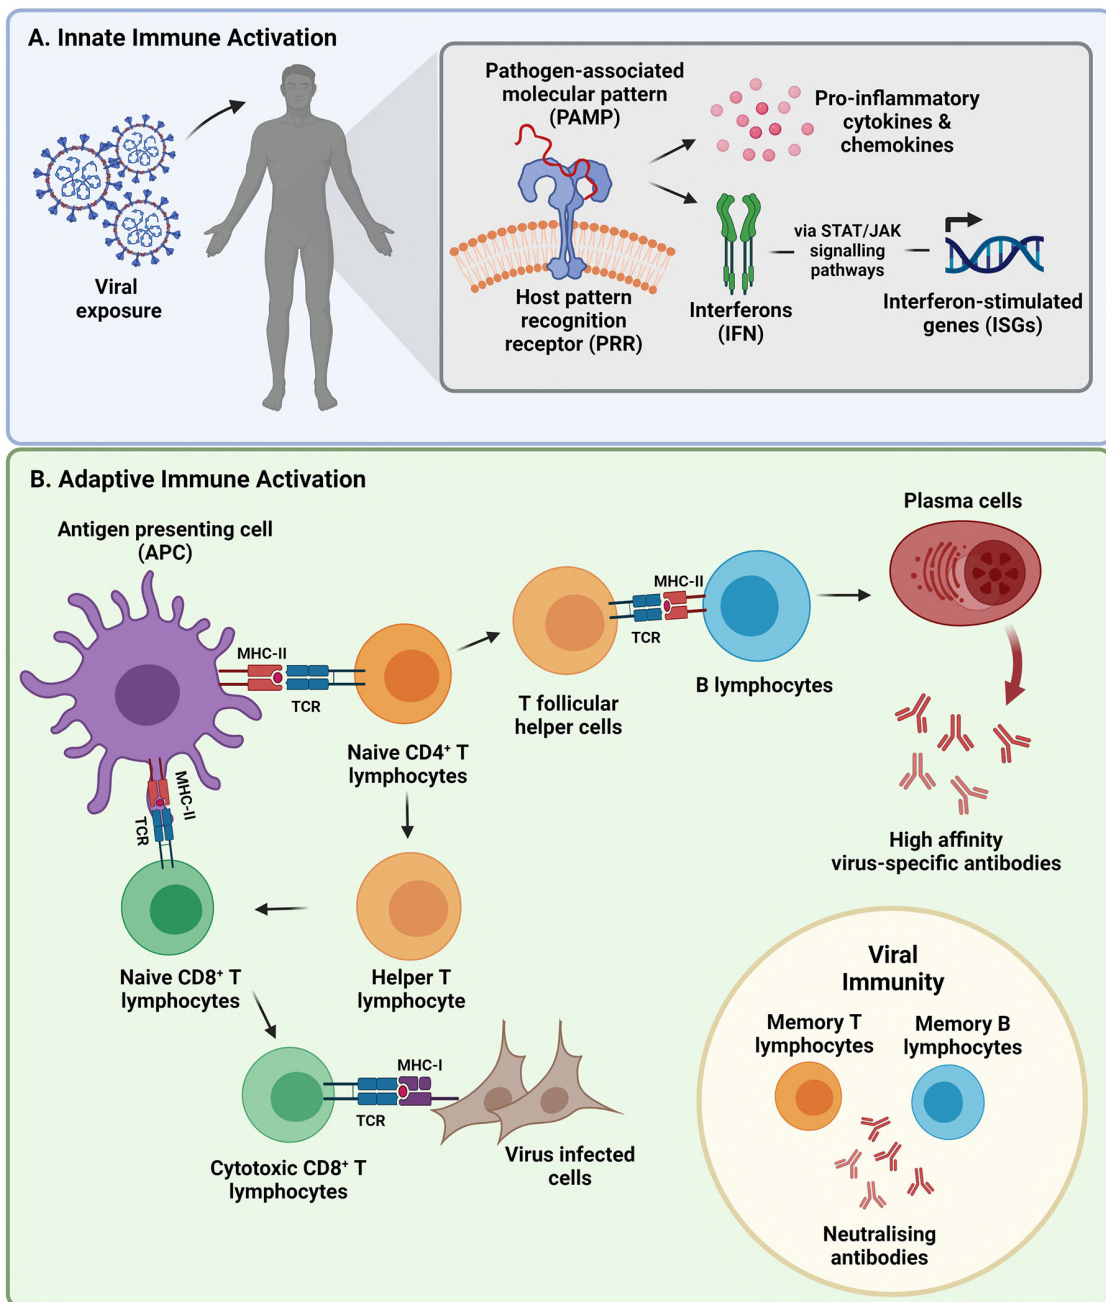 A. Innate Immune Activation
Viral
exposure
Pathogen-associated
molecular pattern
(PAMP)
Host pattern
recognition
receptor (PRR)
Pro-inflammatory
cytokines &
chemokines
Interferons
(IFN)
via STAT/JAK
signalling
pathways
Interferon-stimulated
genes (ISGs)
B. Adaptive Immune Activation
Antigen presenting cell
(APC)
MHC-II
TCR
Naive CD4⁺ T
lymphocytes
T follicular
helper cells
MHC-II
TCR
B lymphocytes
Plasma cells
High affinity
virus-specific antibodies
MHC-II
TCR
Naive CD8⁺ T
lymphocytes
Helper T
lymphocyte
Cytotoxic CD8⁺ T
lymphocytes
MHC-I
TCR
Virus infected
cells
Viral
Immunity
Memory T
lymphocytes
Memory B
lymphocytes
Neutralising
antibodies